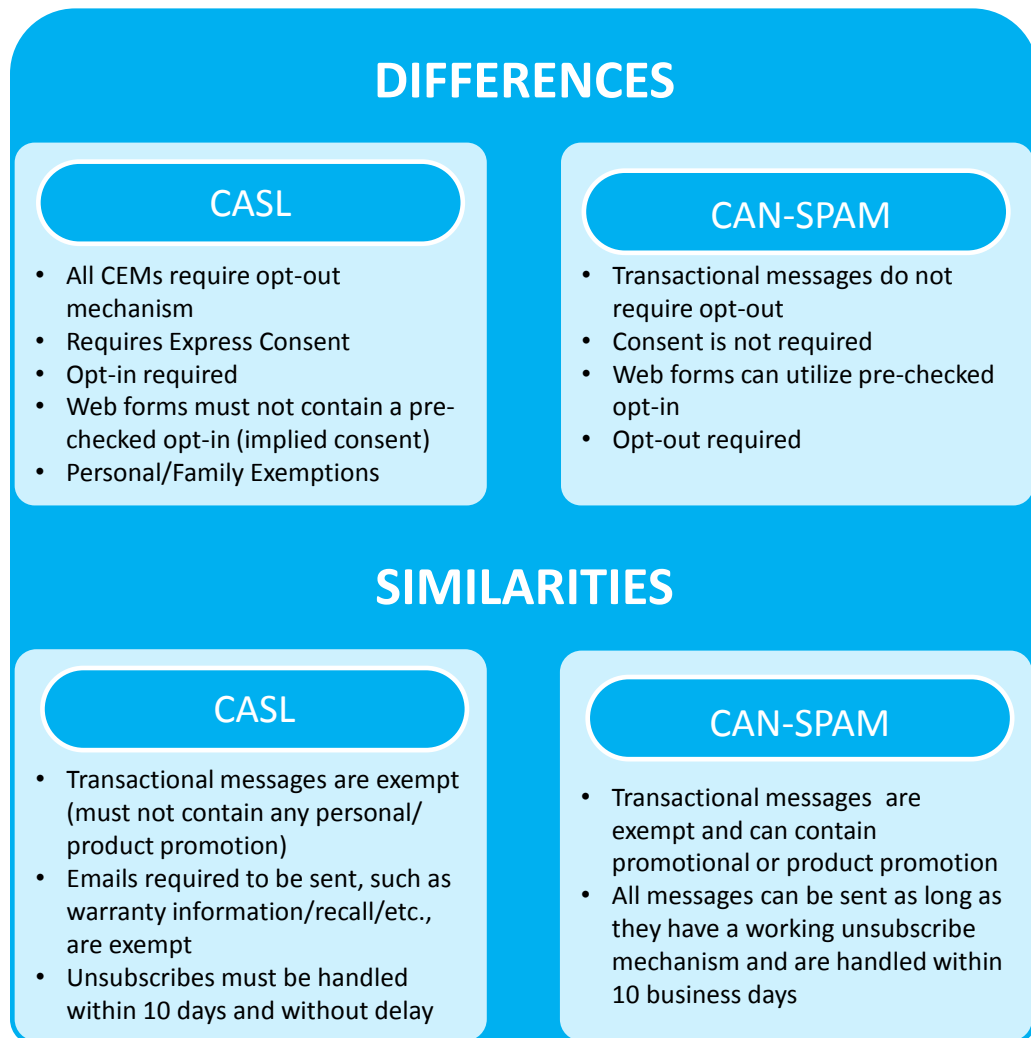 DIFFERENCES
CASL
• All CEMs require opt-out
mechanism
• Requires Express Consent
• Opt-in required
• Web forms must not contain a pre-
checked opt-in (implied consent)
• Personal/Family Exemptions
CAN-SPAM
• Transactional messages do not
require opt-out
• Consent is not required
• Web forms can utilize pre-checked
opt-in
• Opt-out required
SIMILARITIES
CASL
• Transactional messages are exempt
(must not contain any personal/
product promotion)
• Emails required to be sent, such as
warranty information/recall/etc.,
are exempt
• Unsubscribes must be handled
within 10 days and without delay
CAN-SPAM
• Transactional messages are
exempt and can contain
promotional or product promotion
• All messages can be sent as long as
they have a working unsubscribe
mechanism and are handled within
10 business days